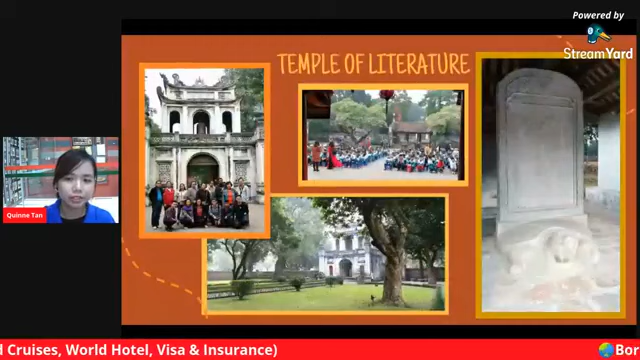 Powered by
StreamYard
TEMPLE OF LITERATURE
Quinne Tan
d Cruises, World Hotel, Visa & Insurance)
Bor